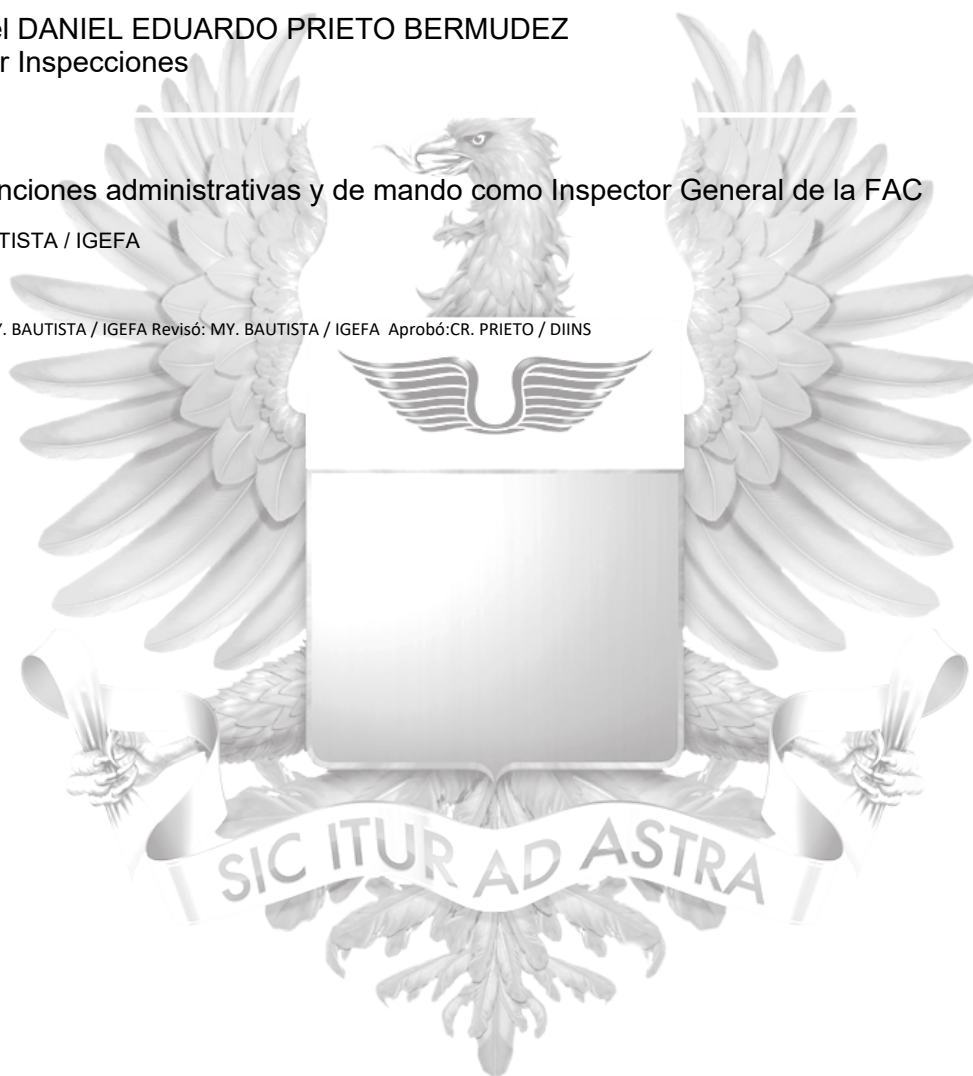 el DANIEL EDUARDO PRIETO BERMUDEZ
r Inspecciones
nciones administrativas y de mando como Inspector General de la FAC
TISTA / IGEFA
Y. BAUTISTA / IGEFA Revisó: MY. BAUTISTA / IGEFA Aprobó:CR. PRIETO / DIINS
SIC ITUR AD ASTRA